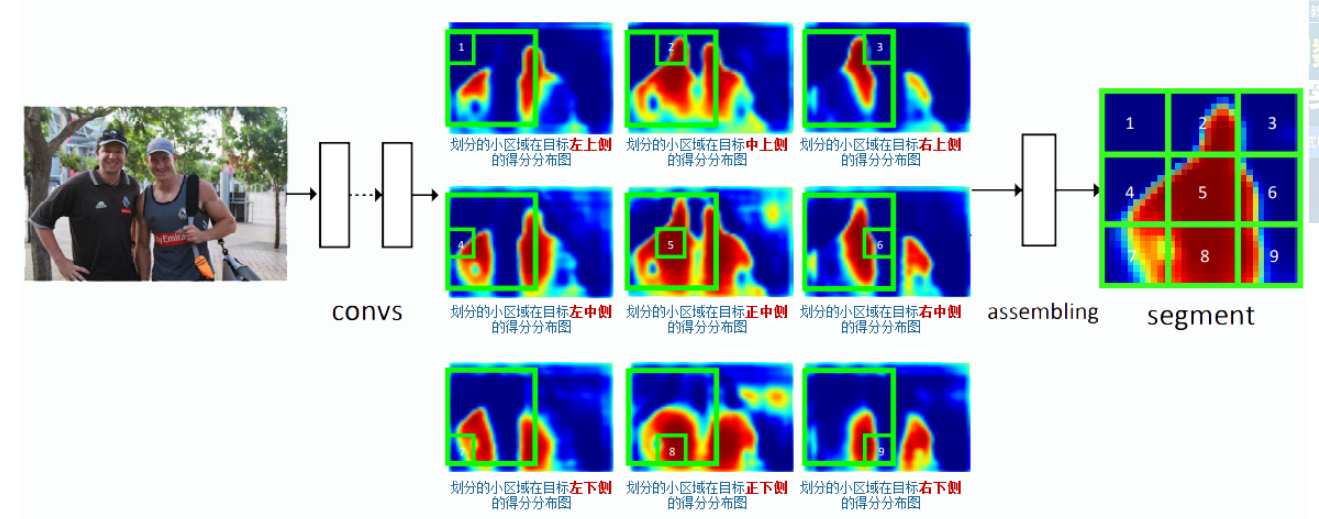 1
2
3
划分的小区域在目标左上侧
的得分分布图
划分的小区域在目标中上侧
的得分分布图
划分的小区域在目标右上侧
的得分分布图
4
5
6
划分的小区域在目标左中侧
的得分分布图
划分的小区域在目标正中侧
的得分分布图
划分的小区域在目标右中侧
的得分分布图
7
8
9
划分的小区域在目标左下侧
的得分分布图
划分的小区域在目标正下侧
的得分分布图
划分的小区域在目标右下侧
的得分分布图
Fly Emira
convs
assembling
1 2 3
4 5 6
7 8 9
segment